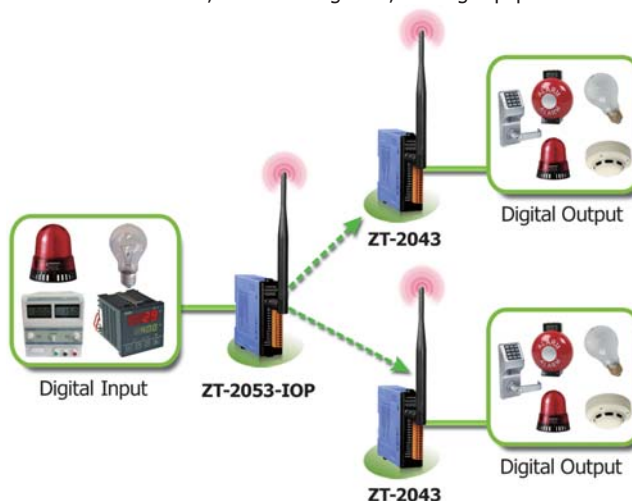 ZT-2043
Digital Output
Digital Input
ZT-2053-IOP
ZT-2043
Digital Output